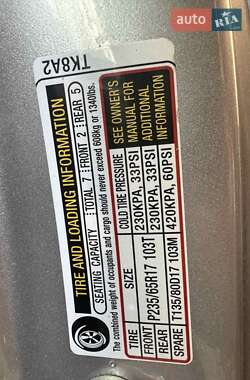 auto RIA .com
TK8A2
TIRE AND LOADING INFORMATION
SEATING CAPACITY : TOTAL 7 : FRONT 2 : REAR 5
The combined weight of occupants and cargo should never exceed 608kg or 1340lbs.
TIRE SIZE COLD TIRE PRESSURE
FRONT P235/65R17 103T 230KPA, 33PSI
REAR P235/65R17 103T 230KPA, 33PSI
SPARE T135/80D17 103M 420KPA, 60PSI
SEE OWNER'S
MANUAL FOR
ADDITIONAL
INFORMATION